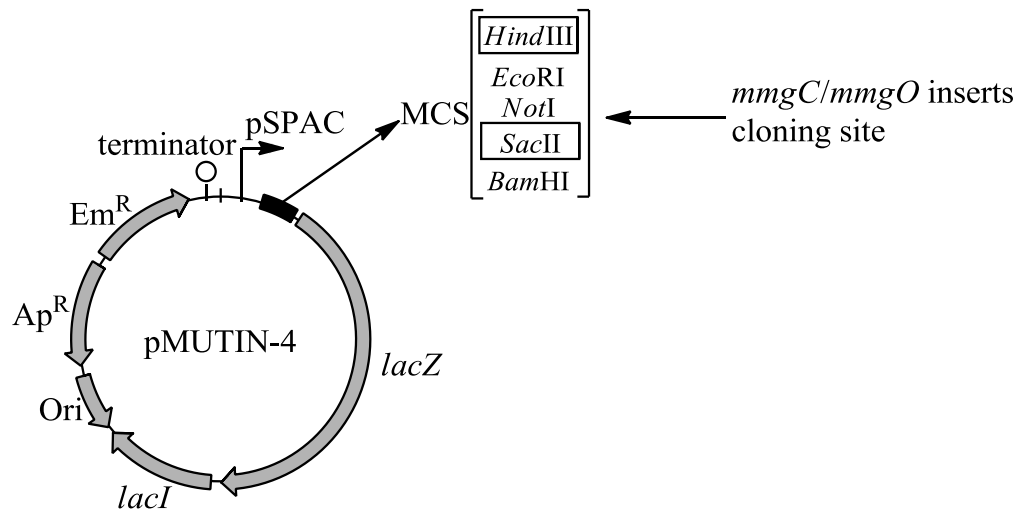 HindIII
EcoRI
NotI
SacII
BamHI
MCS
mmgC/mmgO inserts
cloning site
pSPAC
terminator
EmR
ApR
pMUTIN-4
lacZ
Ori
lacI